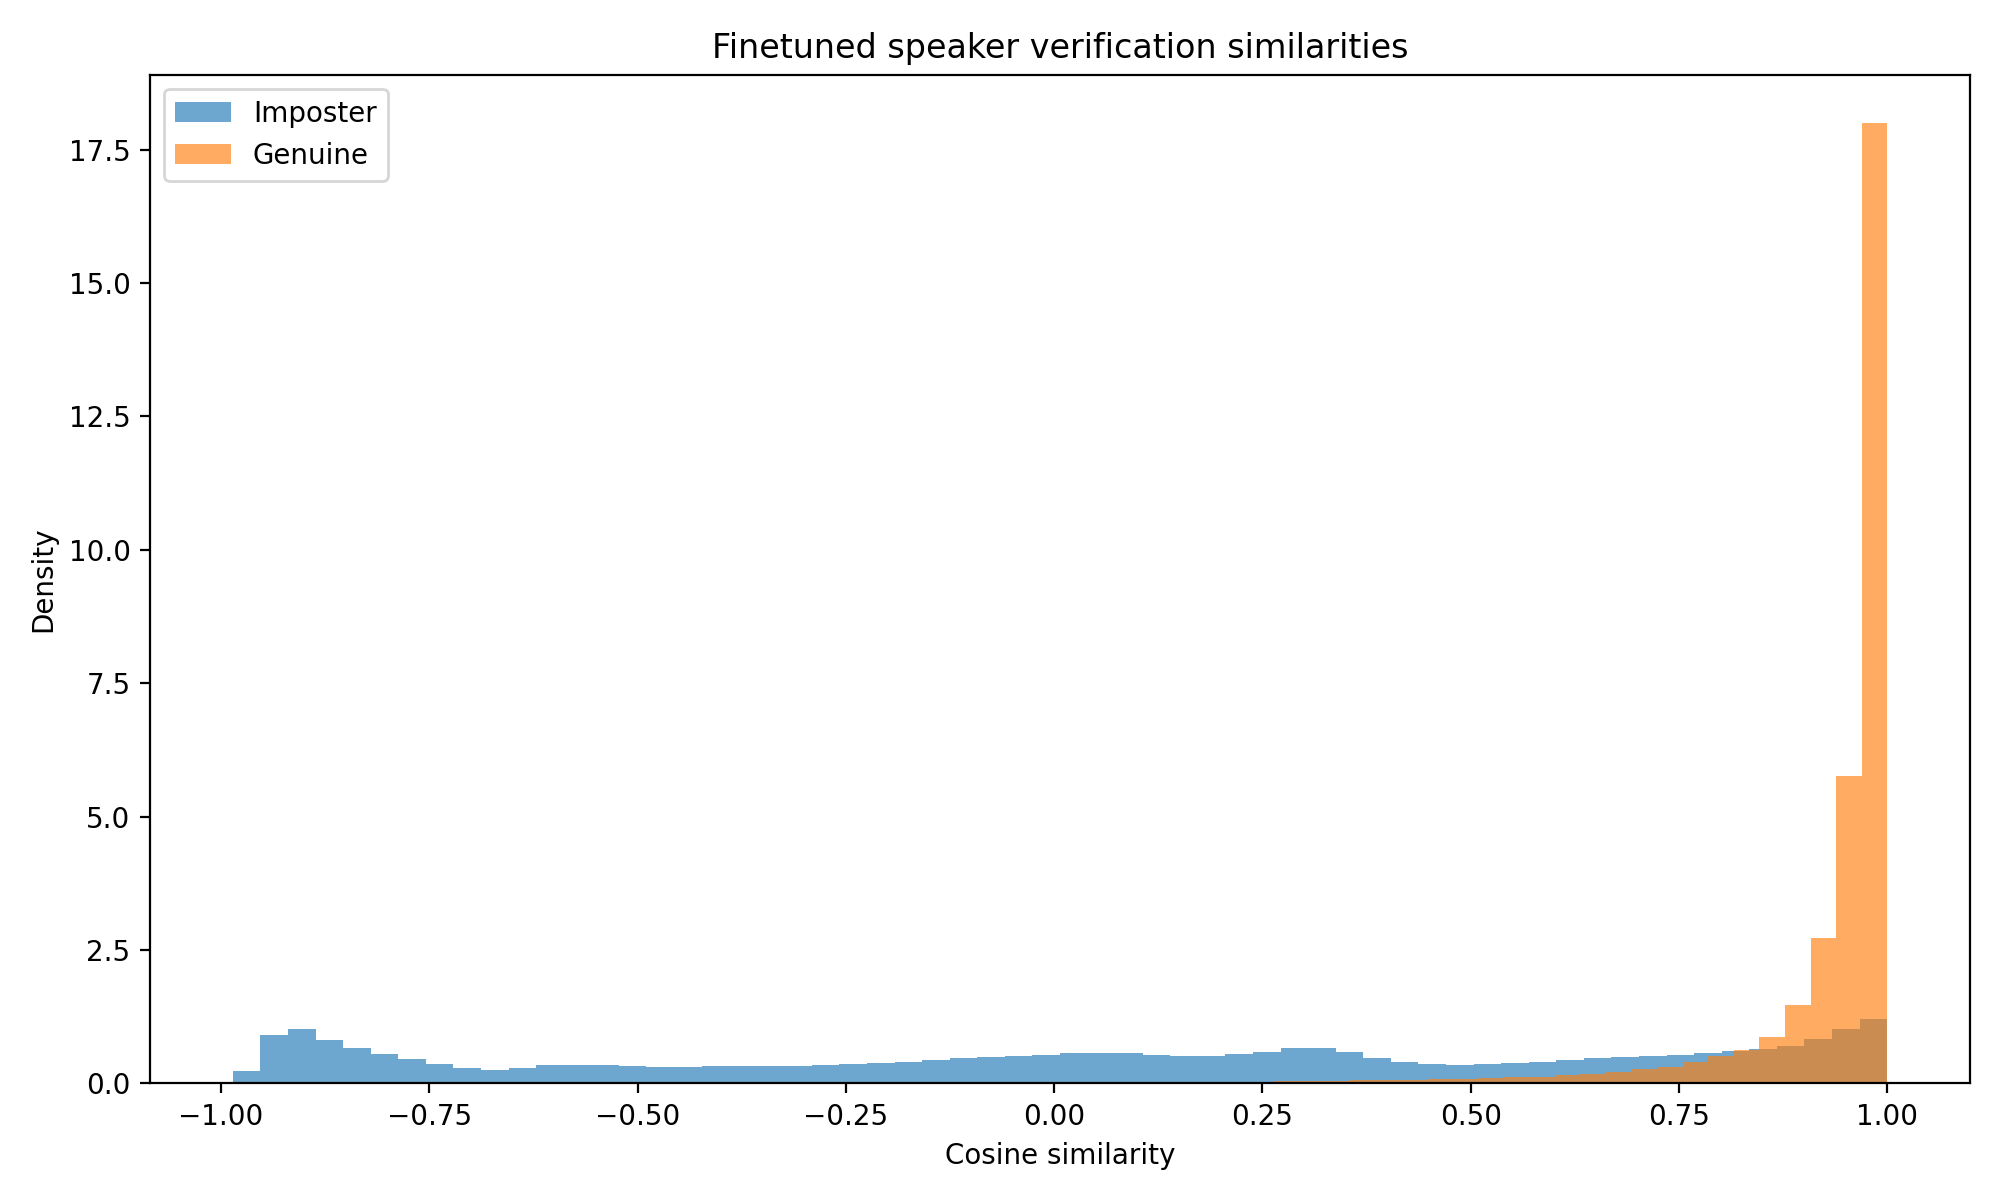 Finetuned speaker verification similarities
Imposter
Genuine
17.5
15.0
12.5
10.0
7.5
5.0
2.5
0.0
Density
−1.00 −0.75 −0.50 −0.25 0.00 0.25 0.50 0.75 1.00
Cosine similarity